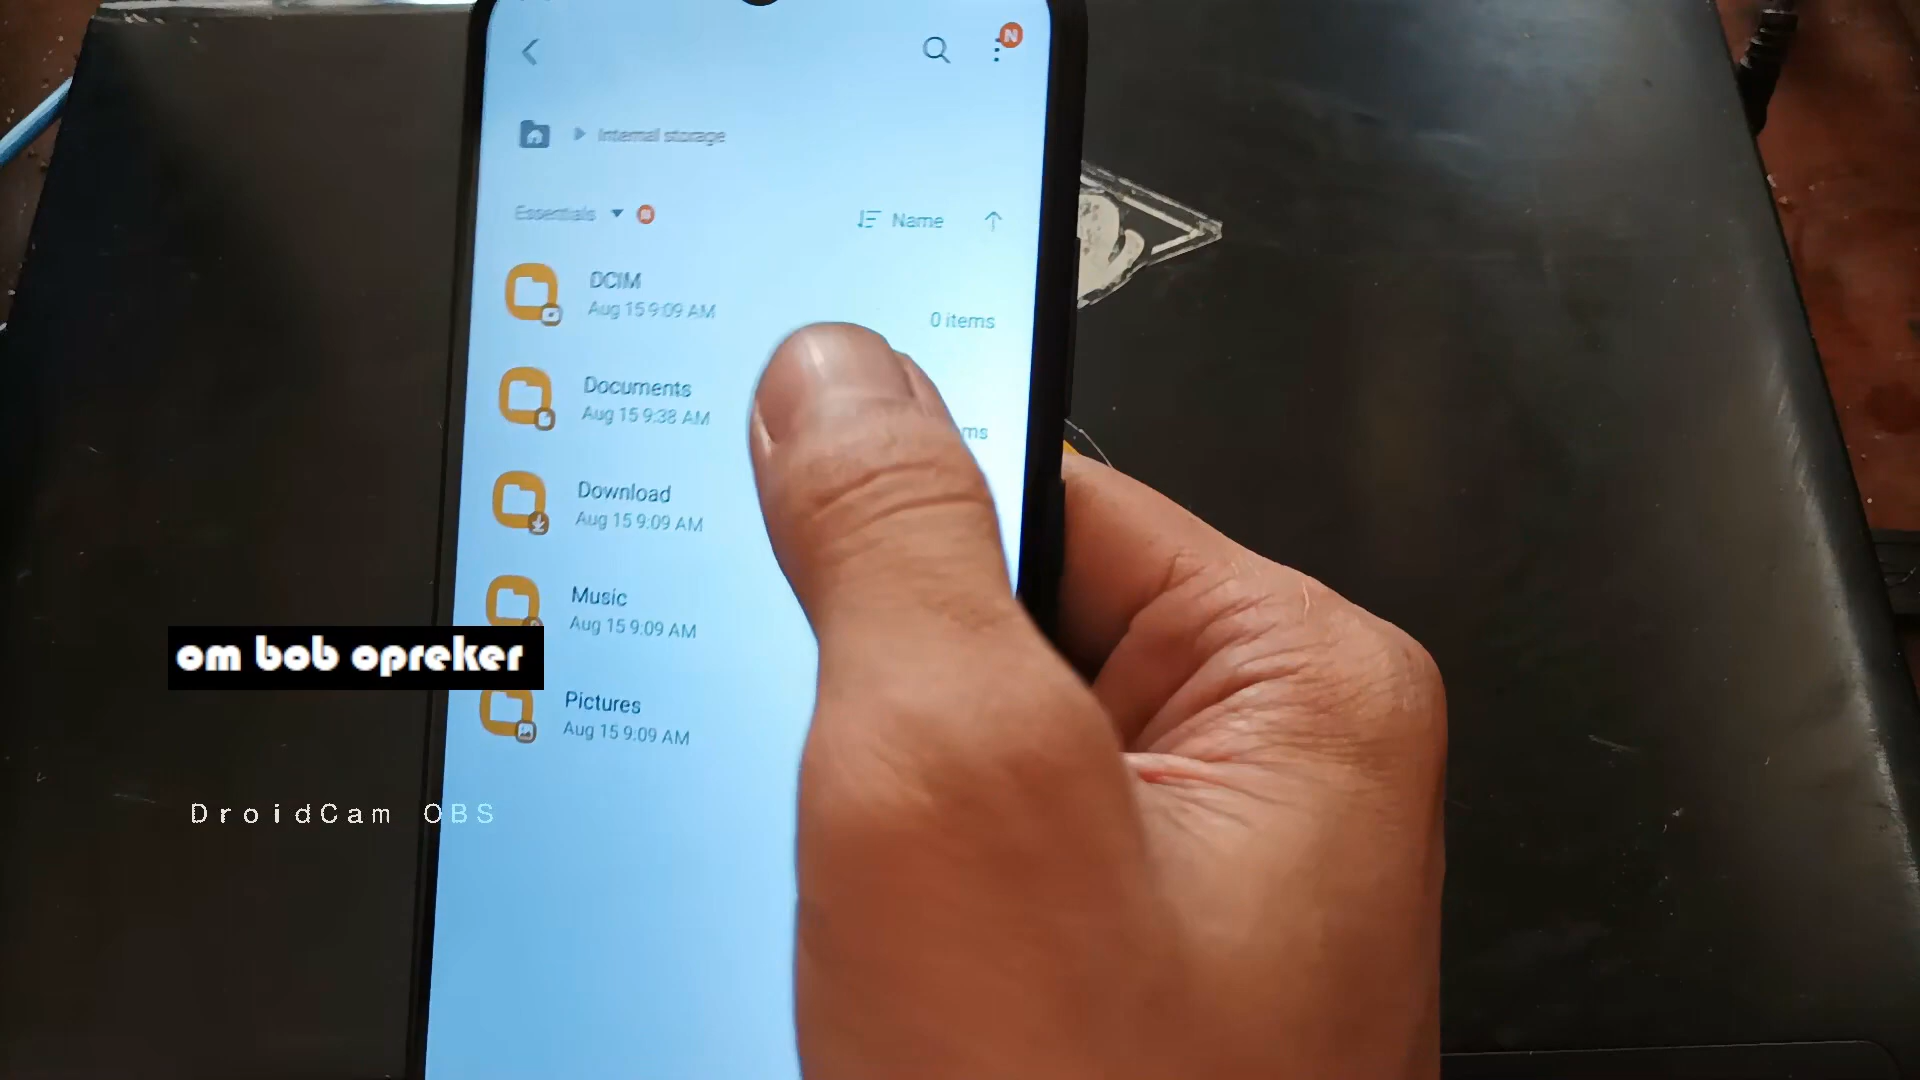 N
Internal storage
Essentials
Name
DCIM
Aug 15 9:09 AM
0 items
Documents
Aug 15 9:38 AM
ms
Download
Aug 15 9:09 AM
Music
Aug 15 9:09 AM
om bob opreker
Pictures
Aug 15 9:09 AM
DroidCam OBS